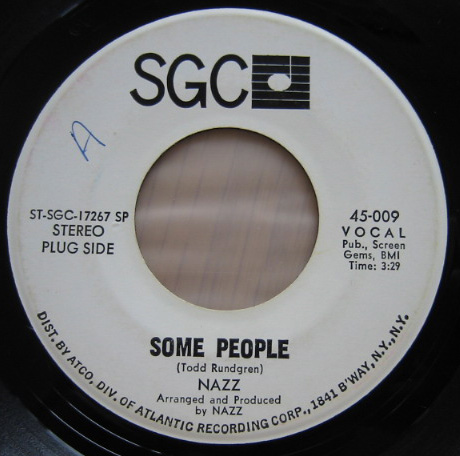 SGC
A
ST-SGC-17267 SP
STEREO
PLUG SIDE
45-009
VOCAL
Pub., Screen
Gems, BMI
Time: 3:29
SOME PEOPLE
(Todd Rundgren)
NAZZ
Arranged and Produced
by NAZZ
DIST. BY ATCO, DIV. OF ATLANTIC RECORDING CORP., 1841 B'WAY, N.Y., N.Y.